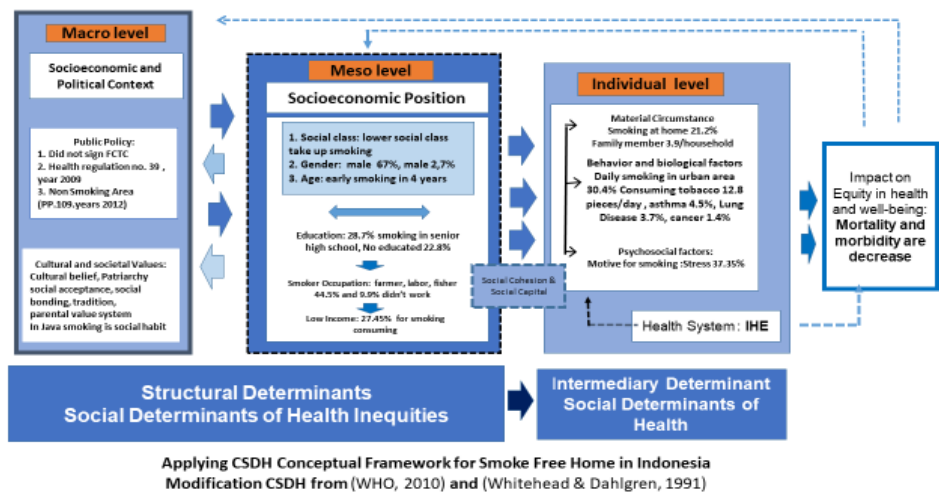 Macro level
Socioeconomic and
Political Context
Public Policy:
1. Did not sign FCTC
2. Health regulation no. 39 ,
year 2009
3. Non Smoking Area
(PP.109.years 2012)
Cultural and societal Values:
Cultural belief, Patriarchy
social acceptance, social
bonding, tradition,
parental value system
In Java smoking is social habit
Meso level
Socioeconomic Position
1. Social class: lower social class
take up smoking
2. Gender: male 67%, male 2,7%
3. Age: early smoking in 4 years
Education: 28.7% smoking in senior
high school, No educated 22.8%
Smoker Occupation: farmer, labor, fisher
44.5% and 9.9% didn't work
Low Income: 27.45% for smoking
consuming
Social Cohesion &
Social Capital
Individual level
Material Circumstance
Smoking at home 21.2%
Family member 3.9/household
Behavior and biological factors
Daily smoking in urban area
30.4% Consuming tobacco 12.8
pieces/day , asthma 4.5%, Lung
Disease 3.7%, cancer 1.4%
Psychosocial factors:
Motive for smoking :Stress 37.35%
Health System: IHE
Impact on
Equity in health
and well-being:
Mortality and
morbidity are
decrease
Structural Determinants
Social Determinants of Health Inequities
Intermediary Determinant
Social Determinants of
Health
Applying CSDH Conceptual Framework for Smoke Free Home in Indonesia
Modification CSDH from (WHO, 2010) and (Whitehead & Dahlgren, 1991)